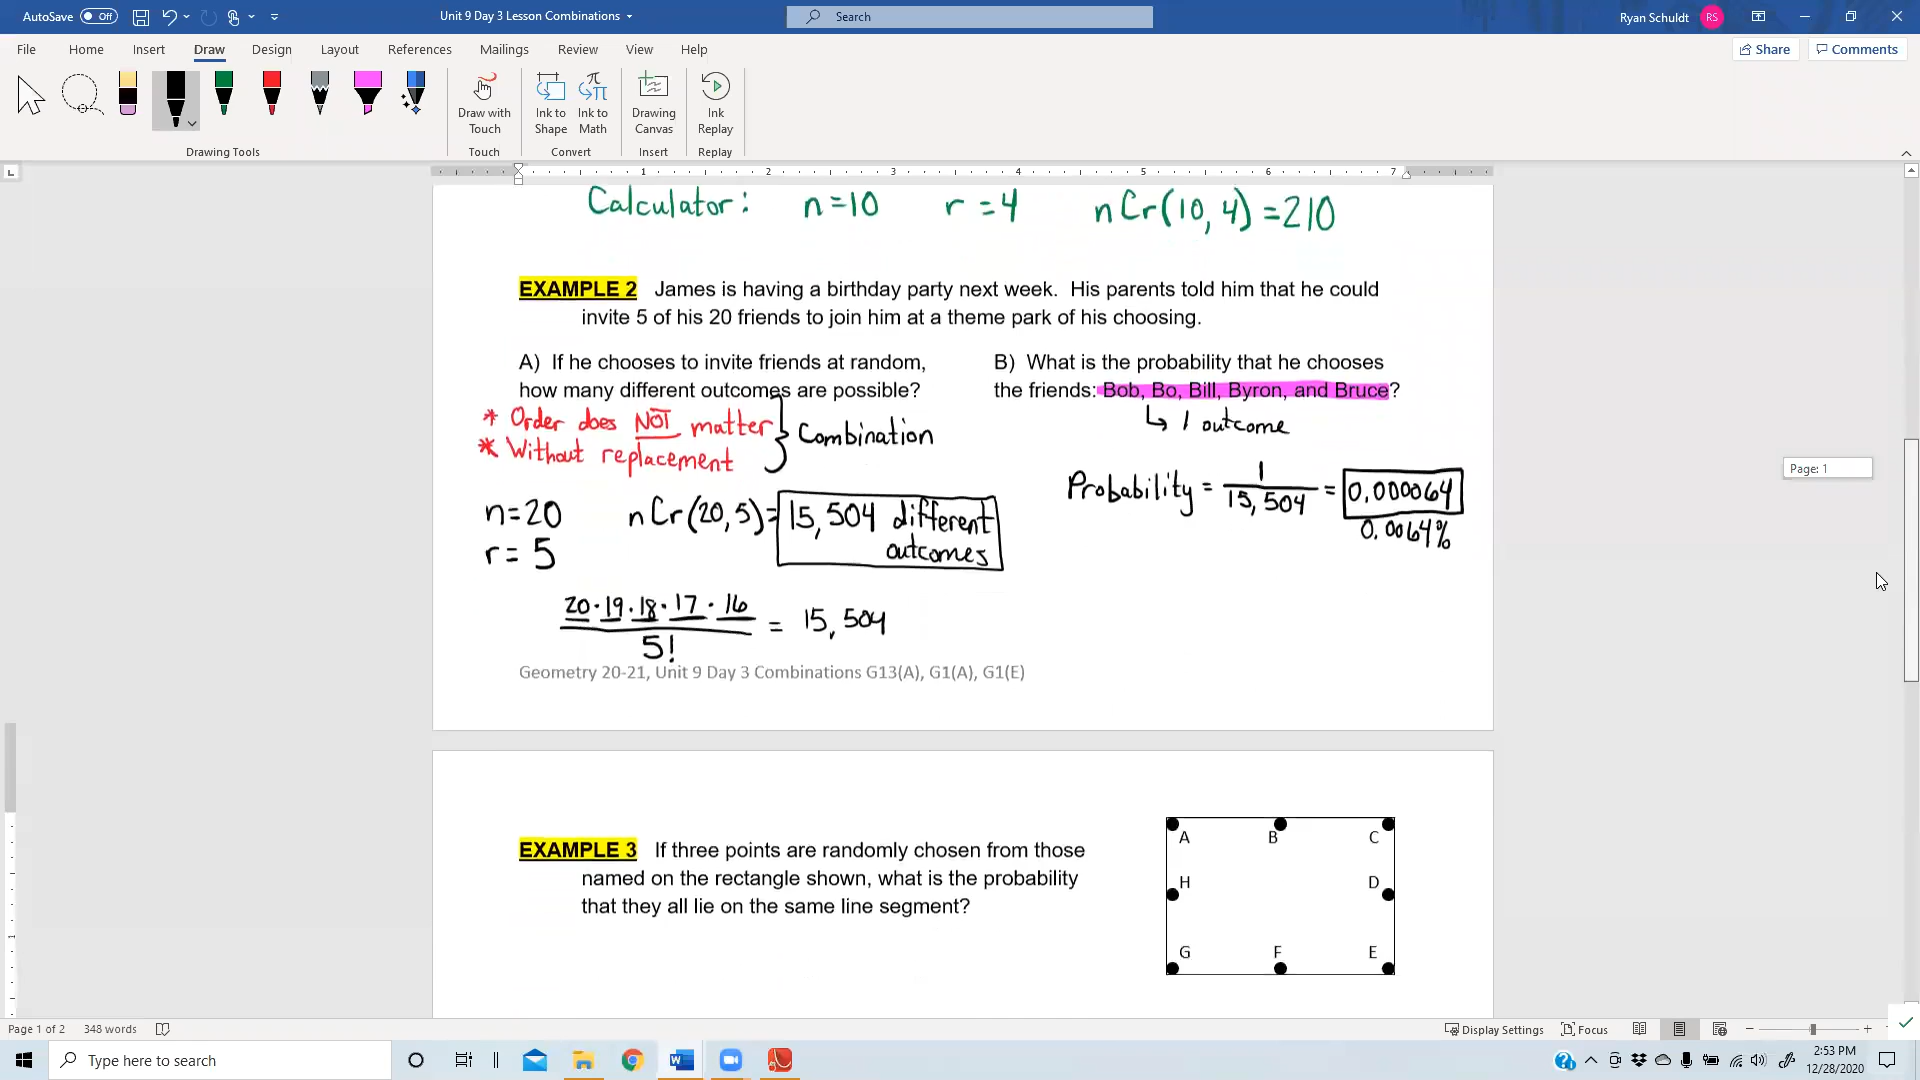 AutoSave Off
Unit 9 Day 3 Lesson Combinations
Search
Ryan Schuldt RS
File Home Insert Draw Design Layout References Mailings Review View Help
Share Comments
Draw with Touch
Ink to Shape
Ink to Math
Drawing Canvas
Ink Replay
Drawing Tools Touch Convert Insert Replay
1 2 3 4 5 6 7
Calculator: n=10 r=4 nCr(10,4)=210
EXAMPLE 2 James is having a birthday party next week. His parents told him that he could
invite 5 of his 20 friends to join him at a theme park of his choosing.
A) If he chooses to invite friends at random,
how many different outcomes are possible?
* Order does NOT matter
* Without replacement
} Combination
n=20
r=5
nCr(20,5)= 15,504 different
outcomes
20·19·18·17·16
5!
= 15,504
B) What is the probability that he chooses
the friends: Bob, Bo, Bill, Byron, and Bruce?
↳ 1 outcome
Probability = 1/15,504 = 0.000064
0.0064%
Page: 1
Geometry 20-21, Unit 9 Day 3 Combinations G13(A), G1(A), G1(E)
EXAMPLE 3 If three points are randomly chosen from those
named on the rectangle shown, what is the probability
that they all lie on the same line segment?
A B C
H D
G F E
Page 1 of 2 348 words
Display Settings Focus
Type here to search
2:53 PM
12/28/2020